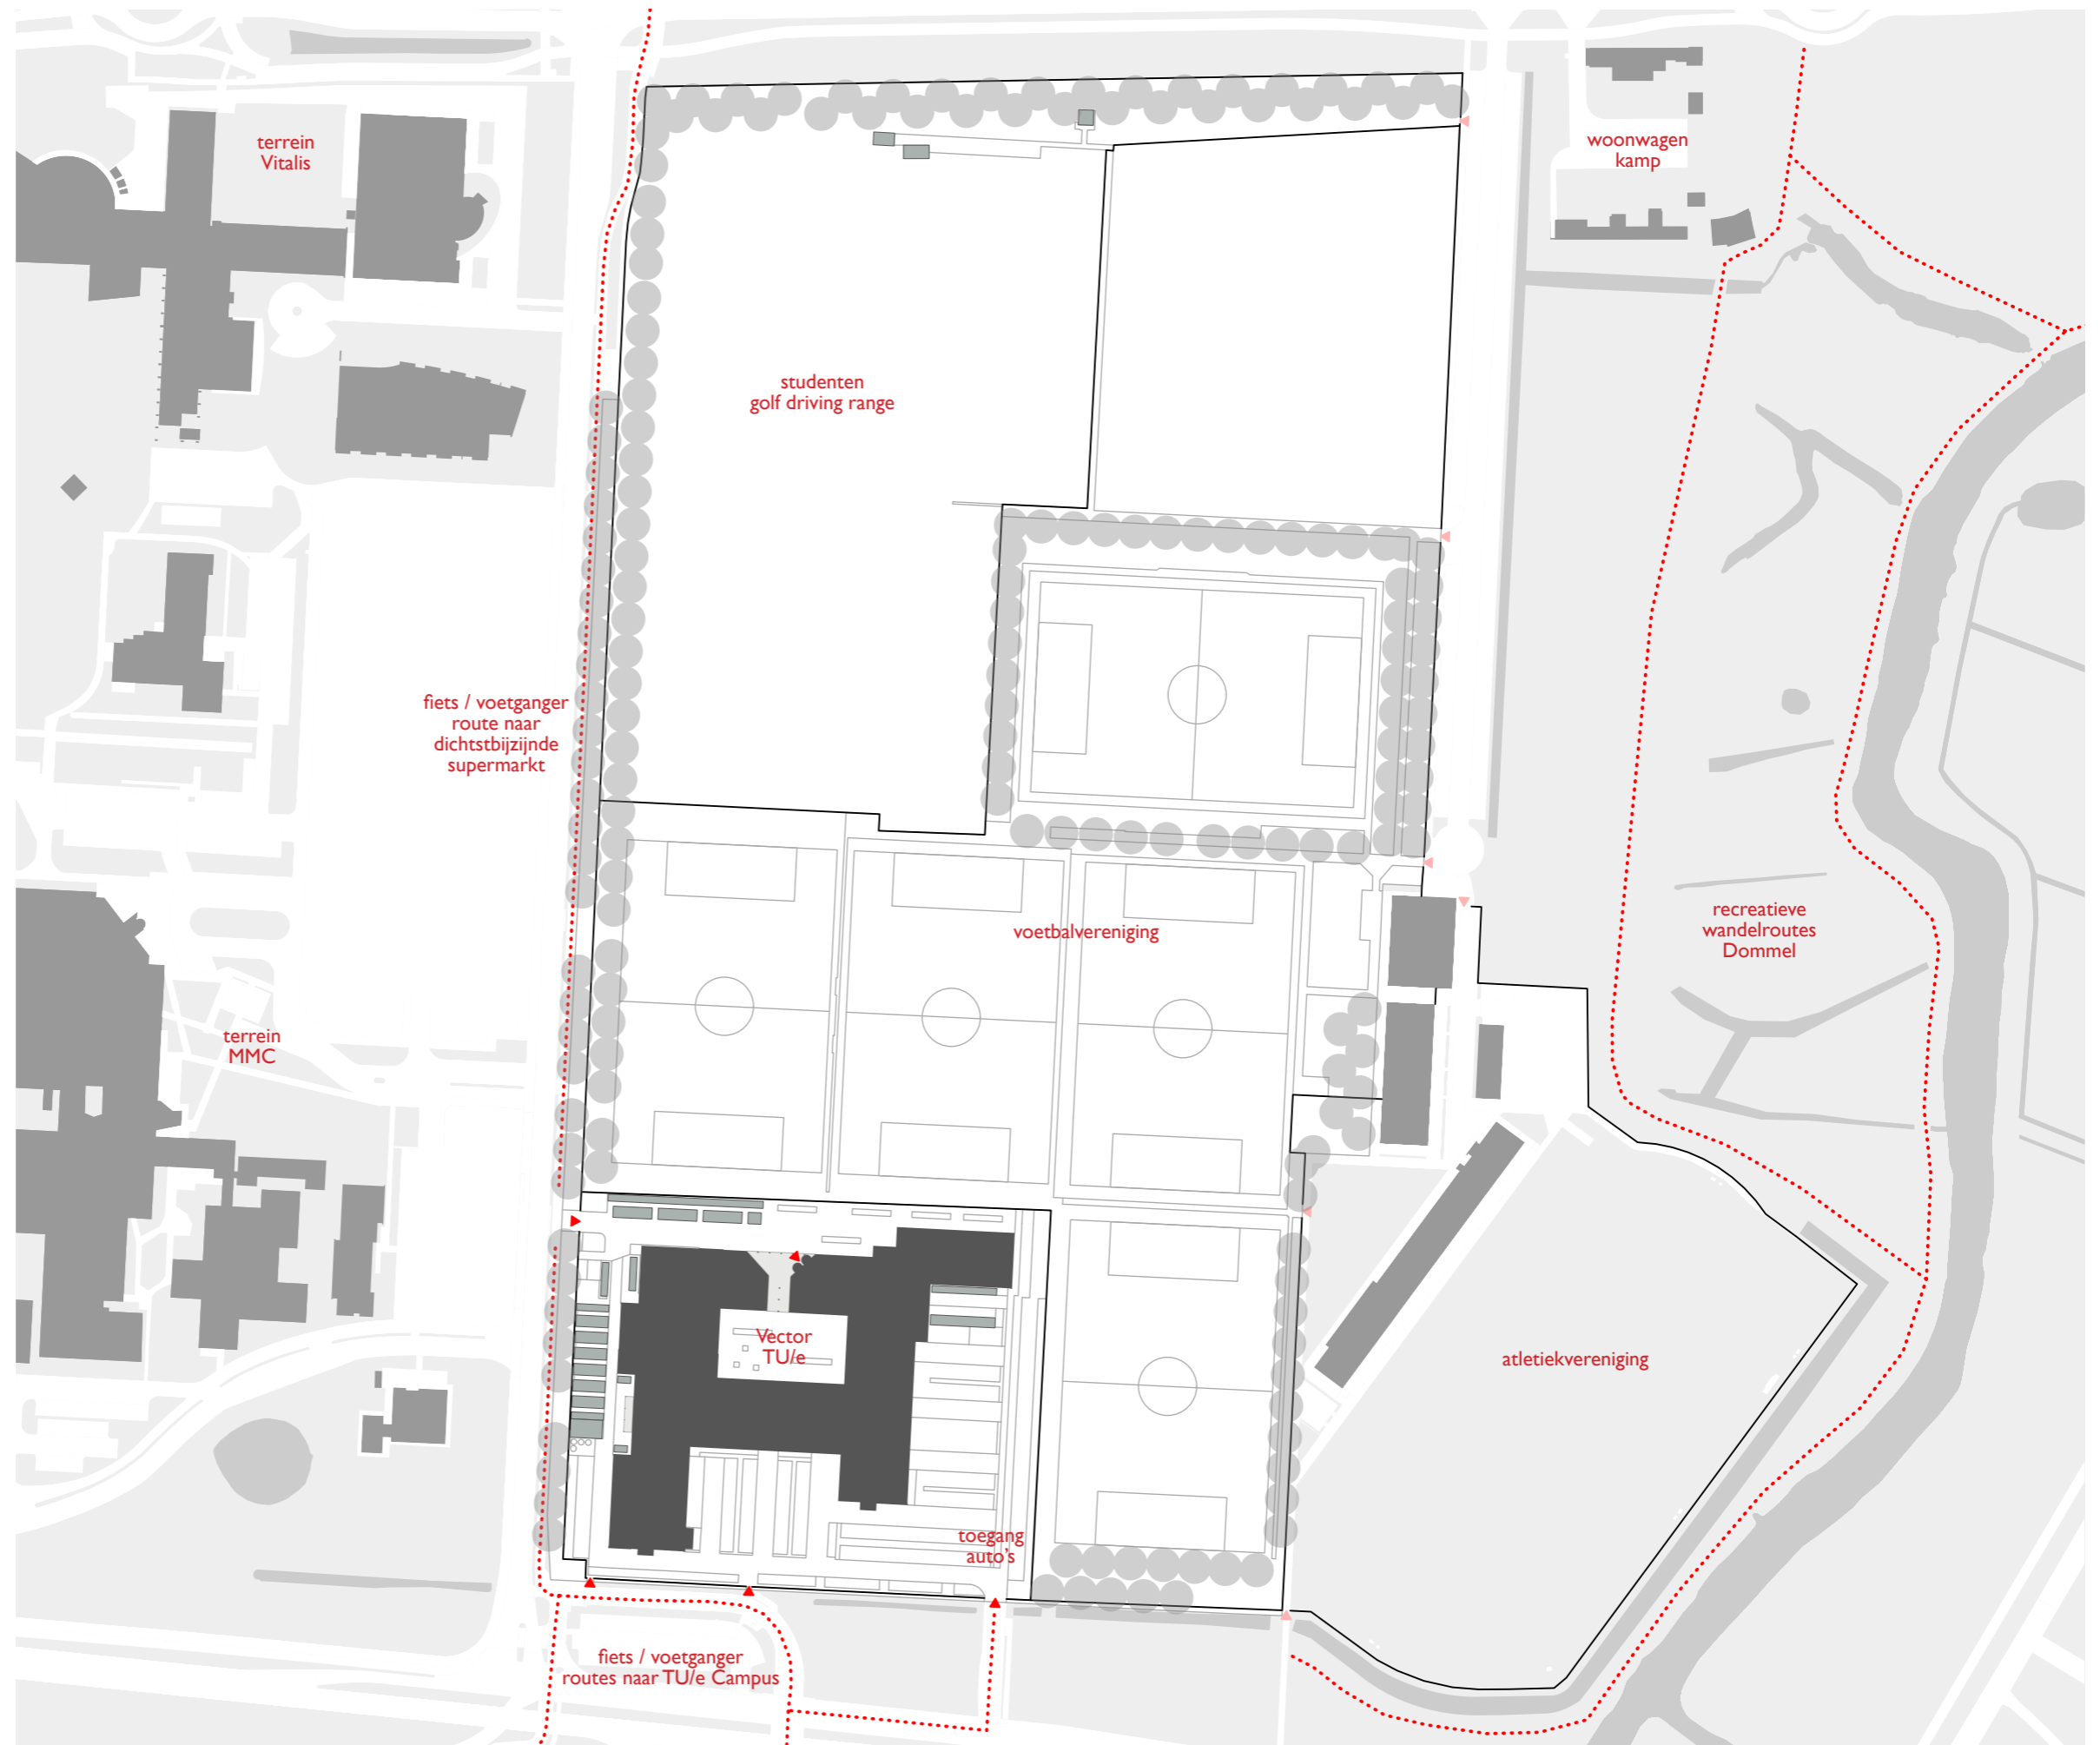 terrein
Vitalis
woonwagen
kamp
studenten
golf driving range
fiets / voetganger
route naar
dichtstbijzijnde
supermarkt
voetbalvereniging
recreatieve
wandelroutes
Dommel
terrein
MMC
Vector
TU/e
atletiekvereniging
toegang
auto's
fiets / voetganger
routes naar TU/e Campus